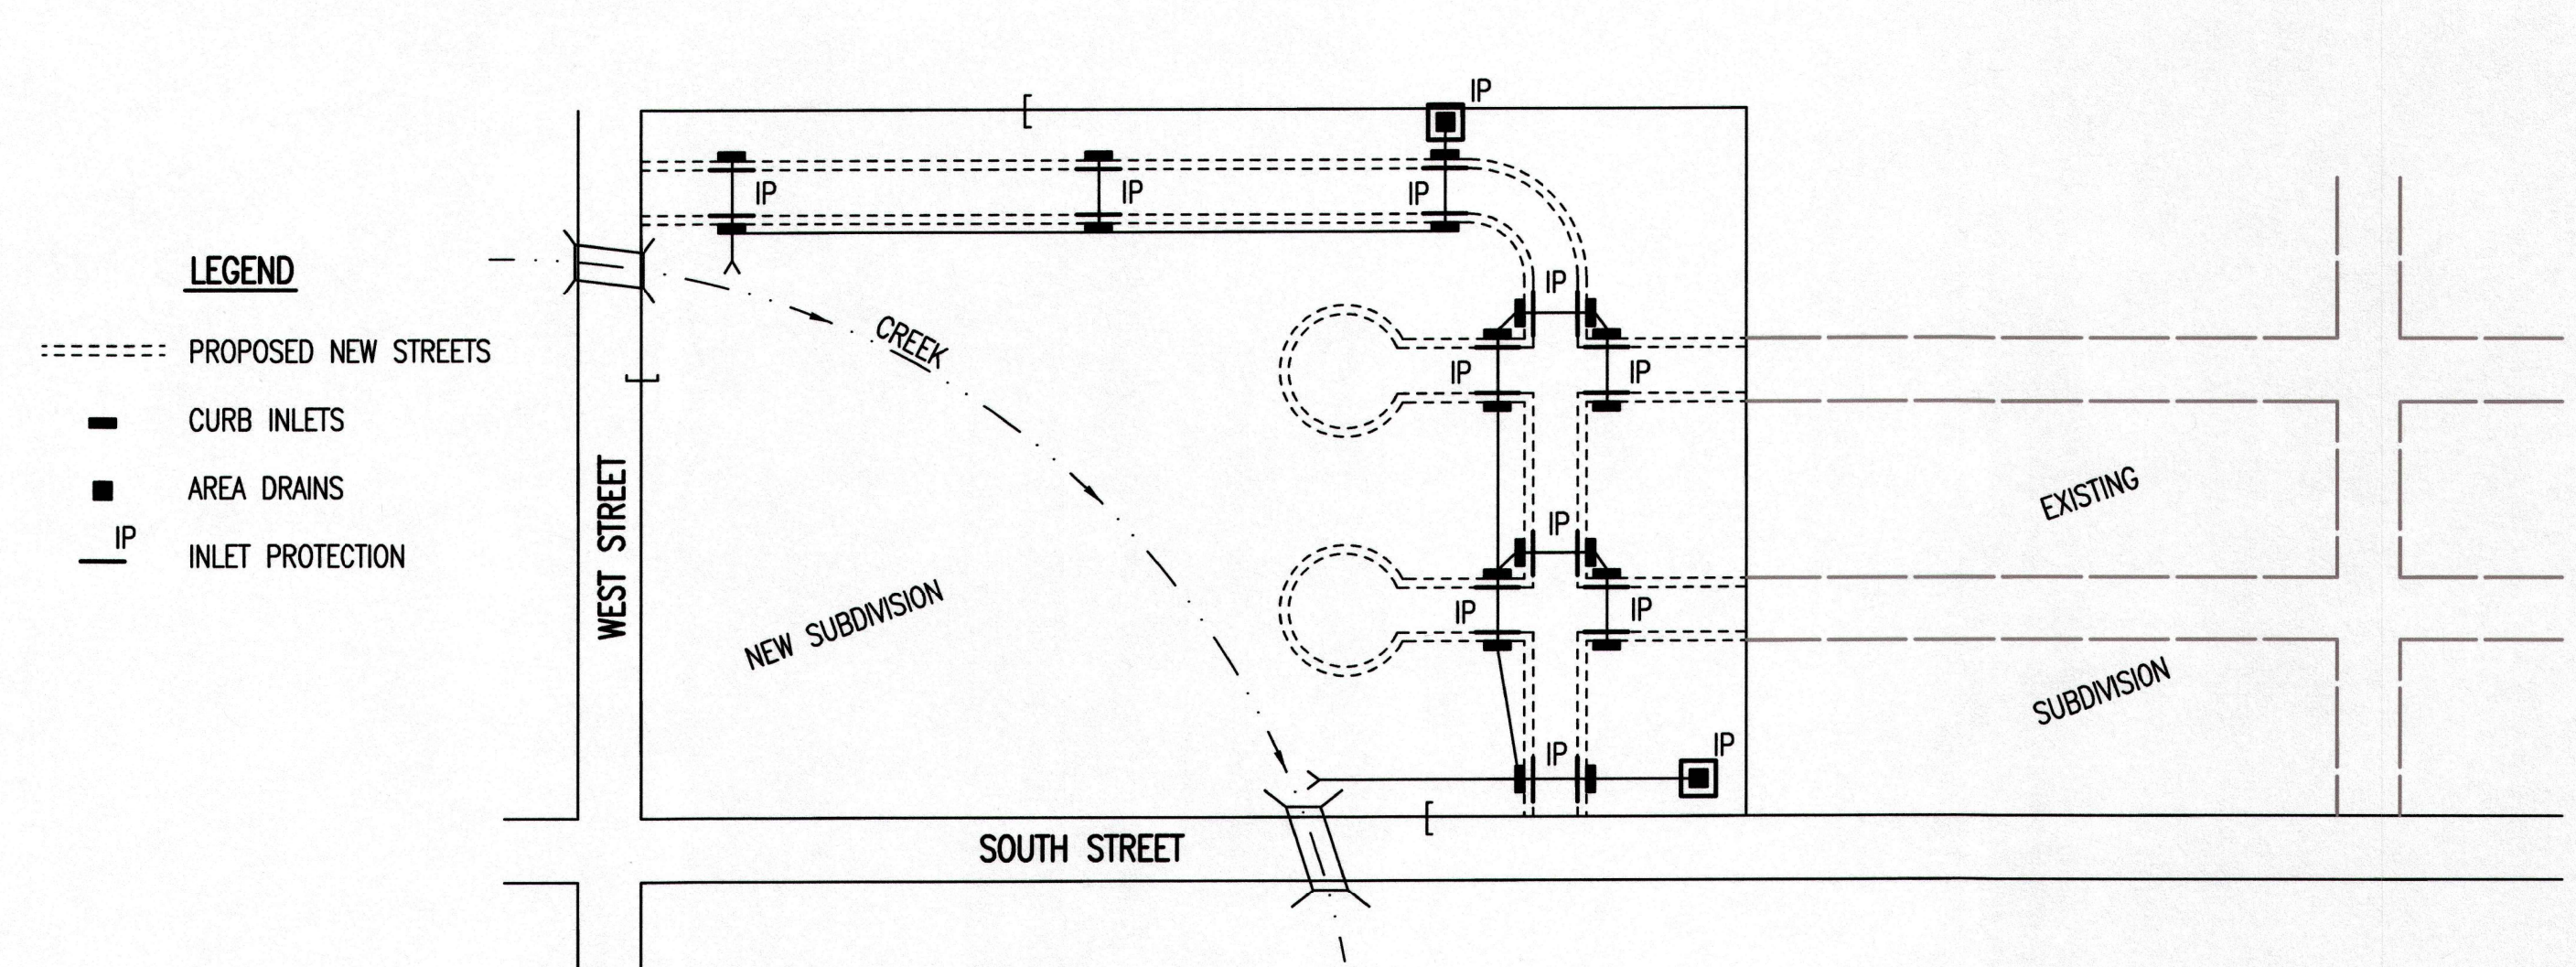 LEGEND
PROPOSED NEW STREETS
CURB INLETS
AREA DRAINS
IP
INLET PROTECTION
WEST STREET
SOUTH STREET
CREEK
NEW SUBDIVISION
IP
IP
IP
IP
IP
IP
IP
IP
IP
IP
IP
IP
EXISTING
SUBDIVISION